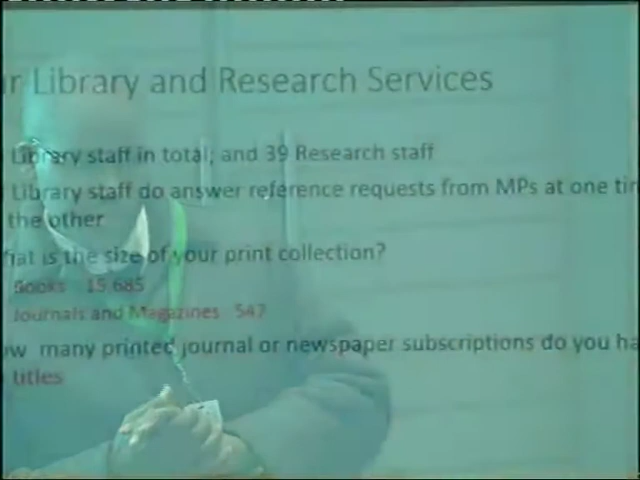 r Library and Research Services
Library staff in total; and 39 Research staff
Library staff do answer reference requests from MPs at one tim
the other
hat is the size of your print collection?
Books 15 685
Journals and Magazines 547
ow many printed journal or newspaper subscriptions do you ha
titles